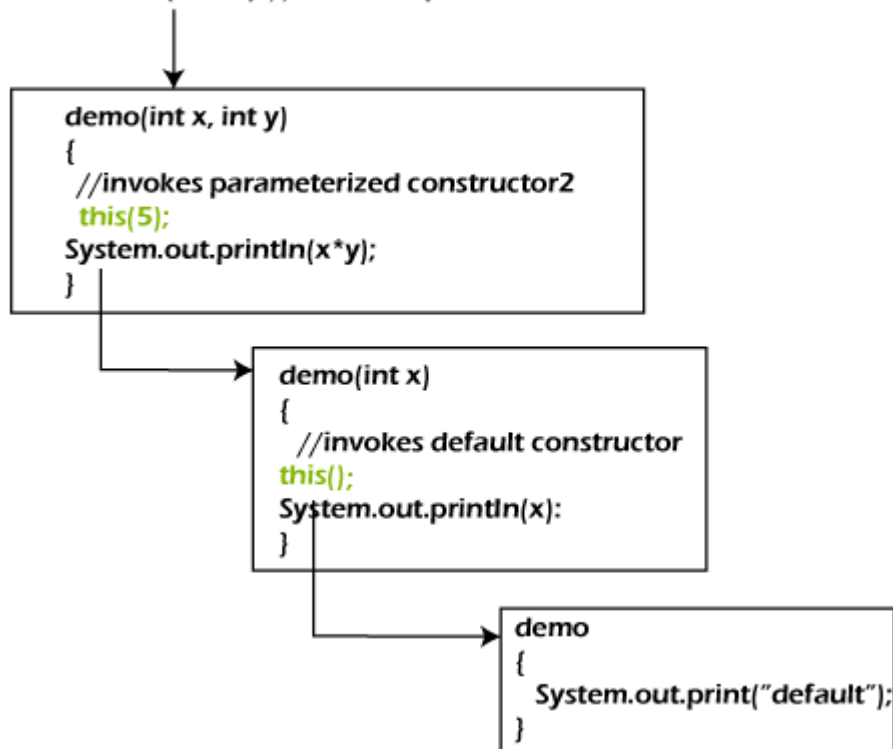 demo(int x, int y)
{
//invokes parameterized constructor2
this(5);
System.out.println(x*y);
}
demo(int x)
{
//invokes default constructor
this();
System.out.println(x):
}
demo
{
System.out.print("default");
}